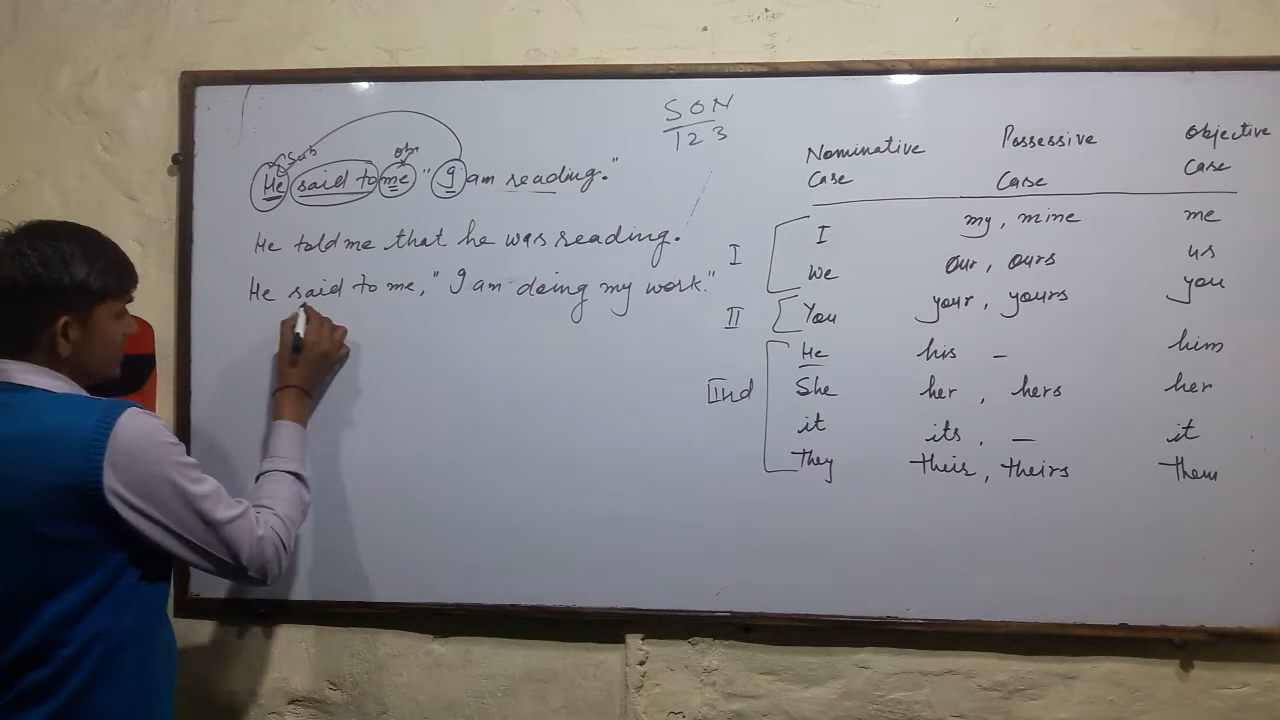 SON
123
Sub obj
He said to me "I am reading."
He told me that he was reading.
He said to me, "I am doing my work."
Nominative Case Possessive Case Objective Case
I I my, mine me
We our, ours us
II You your, yours you
He his - him
IIIrd She her, hers her
it its, - it
They their, theirs them